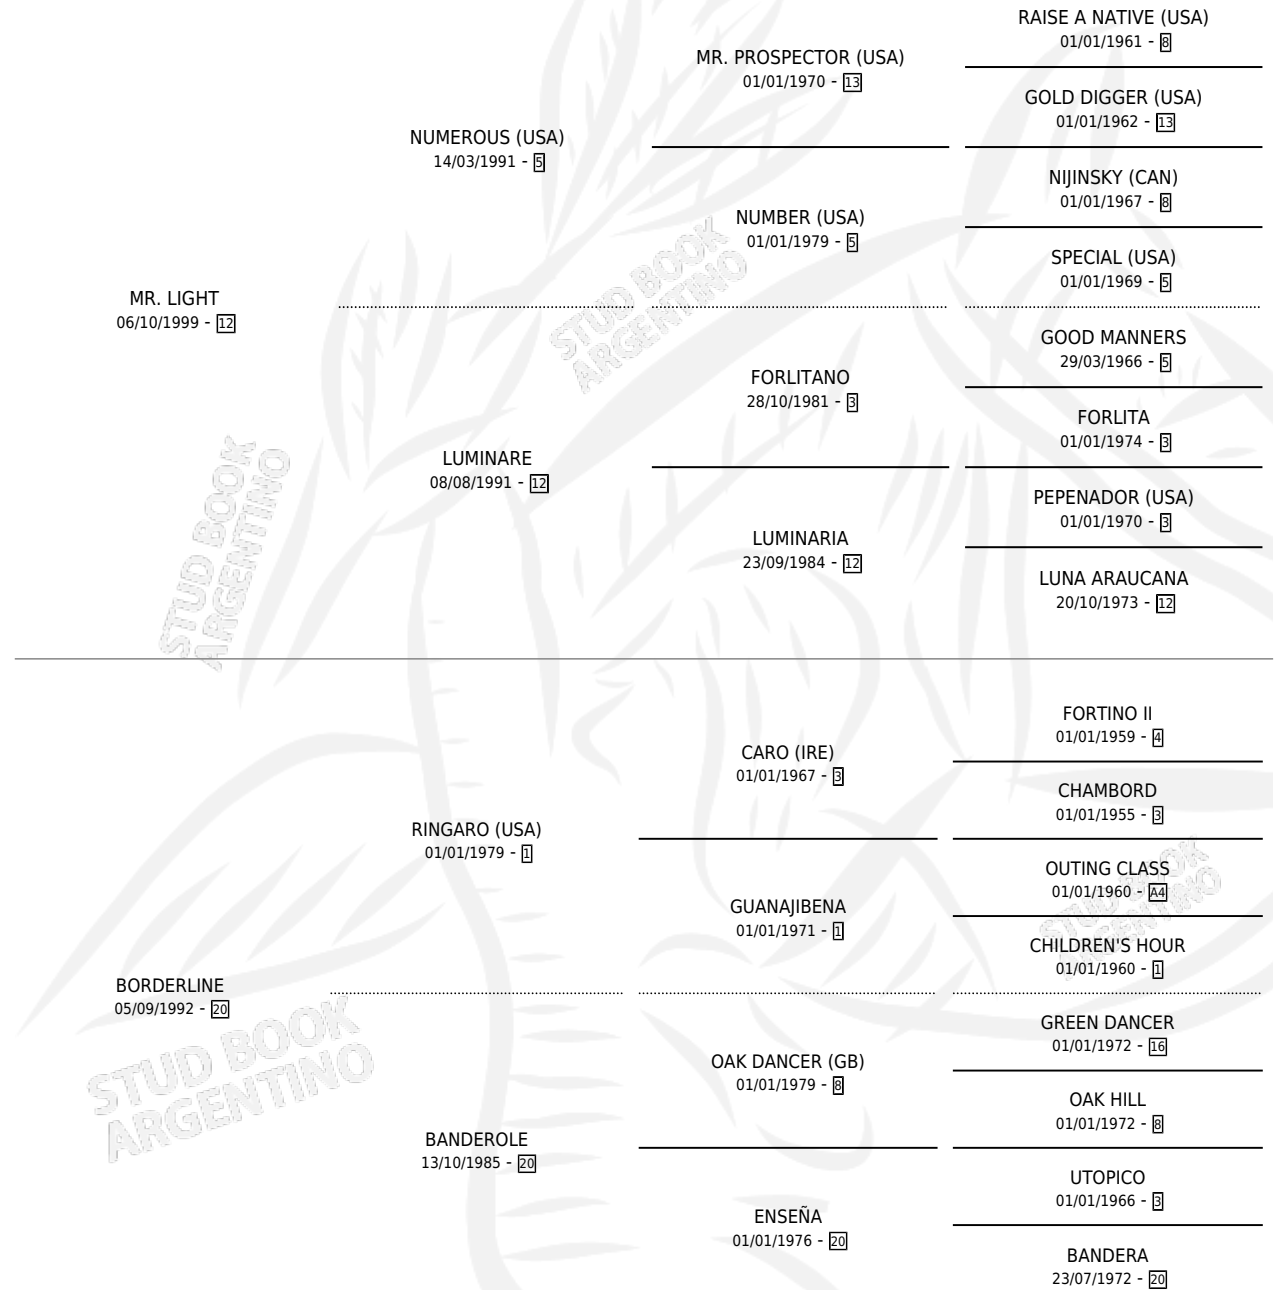 RAISE A NATIVE (USA)
01/01/1961 - 8
MR. PROSPECTOR (USA)
01/01/1970 - 13
GOLD DIGGER (USA)
01/01/1962 - 13
NUMEROUS (USA)
14/03/1991 - 5
NIJINSKY (CAN)
01/01/1967 - 8
NUMBER (USA)
01/01/1979 - 5
SPECIAL (USA)
01/01/1969 - 5
MR. LIGHT
06/10/1999 - 12
GOOD MANNERS
29/03/1966 - 5
FORLITANO
28/10/1981 - 3
FORLITA
01/01/1974 - 3
LUMINARE
08/08/1991 - 12
PEPENADOR (USA)
01/01/1970 - 3
LUMINARIA
23/09/1984 - 12
LUNA ARAUCANA
20/10/1973 - 12
FORTINO II
01/01/1959 - 4
CARO (IRE)
01/01/1967 - 3
CHAMBORD
01/01/1955 - 3
RINGARO (USA)
01/01/1979 - 1
OUTING CLASS
01/01/1960 - A4
GUANAJIBENA
01/01/1971 - 1
CHILDREN'S HOUR
01/01/1960 - 1
BORDERLINE
05/09/1992 - 20
GREEN DANCER
01/01/1972 - 16
OAK DANCER (GB)
01/01/1979 - 8
OAK HILL
01/01/1972 - 8
BANDEROLE
13/10/1985 - 20
UTOPICO
01/01/1966 - 3
ENSEÑA
01/01/1976 - 20
BANDERA
23/07/1972 - 20
STUD BOOK
ARGENTINO
STUD BOOK
ARGENTINO
STUD BOOK
ARGENTINO
STUD BOOK
ARGENTINO